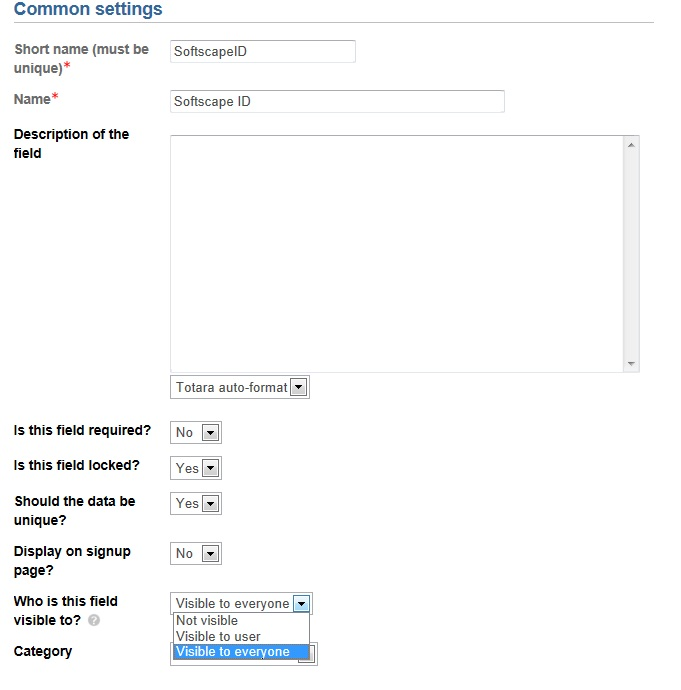 Common settings
Short name (must be
unique)*
SoftscapeID
Name*
Softscape ID
Description of the
field
Totara auto-format
Is this field required?
No
Is this field locked?
Yes
Should the data be
unique?
Yes
Display on signup
page?
No
Who is this field
visible to? ?
Visible to everyone
Not visible
Visible to user
Visible to everyone
Category